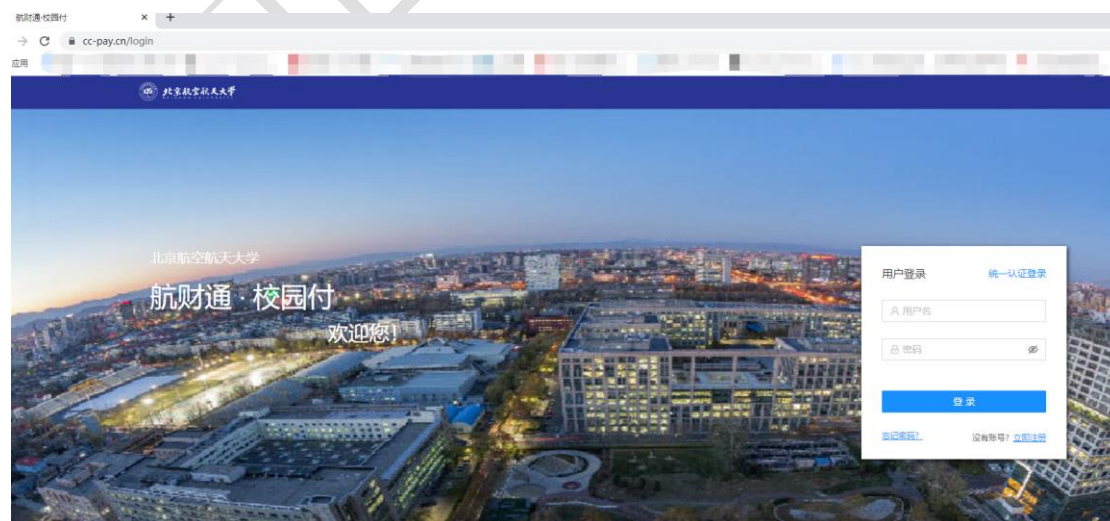 航财通·校园付
cc-pay.cn/login
应用
北京航空航天大学
北京航空航天大学
航财通·校园付
欢迎您!
用户登录 统一认证登录
用户名
密码
登录
忘记密码? 没有账号? 立即注册